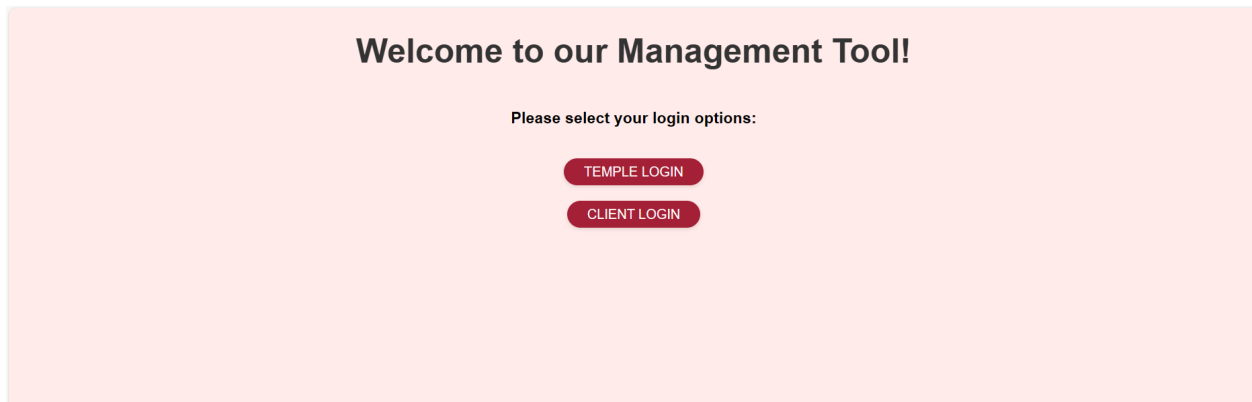 Welcome to our Management Tool!
Please select your login options:
TEMPLE LOGIN
CLIENT LOGIN